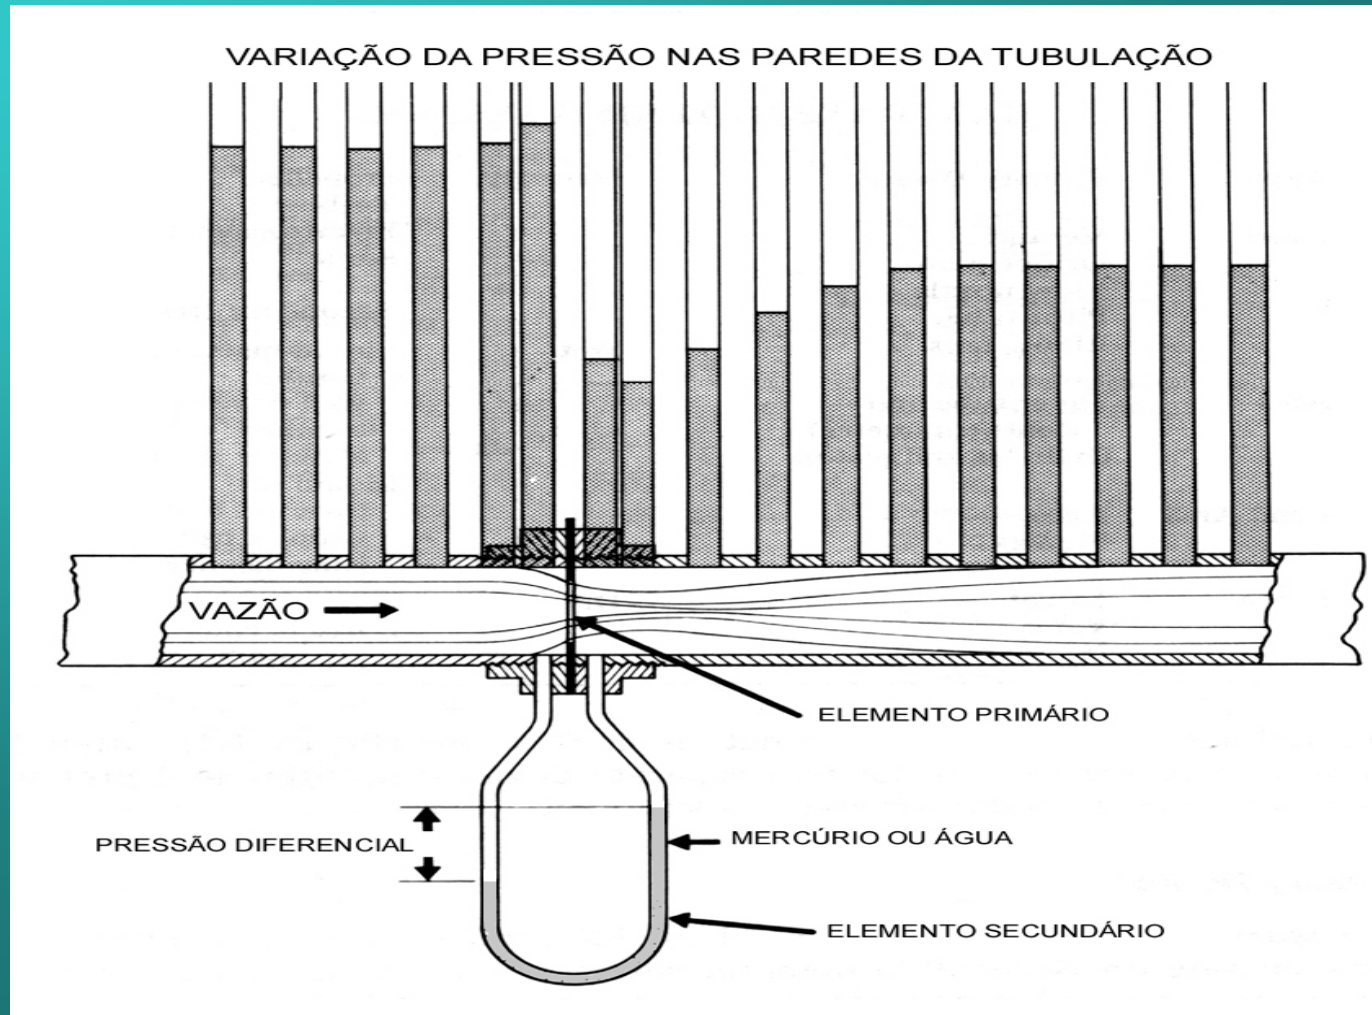 VARIAÇÃO DA PRESSÃO NAS PAREDES DA TUBULAÇÃO
VAZÃO
ELEMENTO PRIMÁRIO
PRESSÃO DIFERENCIAL
MERCÚRIO OU ÁGUA
ELEMENTO SECUNDÁRIO